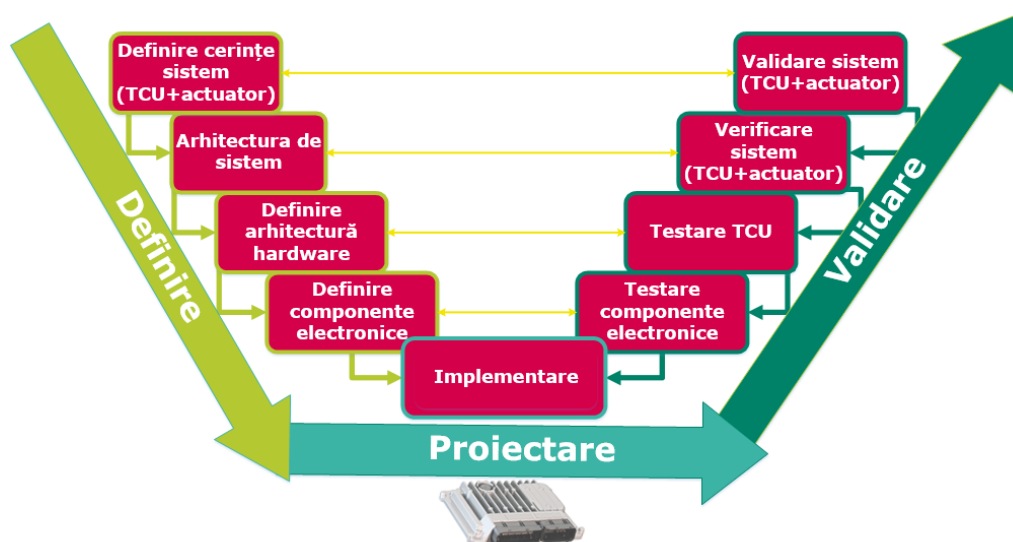 Definire cerințe
sistem
(TCU+actuator)
Validare sistem
(TCU+actuator)
Arhitectura de
sistem
Verificare
sistem
(TCU+actuator)
Definire
arhitectură
hardware
Testare TCU
Definire
componente
electronice
Testare
componente
electronice
Implementare
Definire
Proiectare
Validare